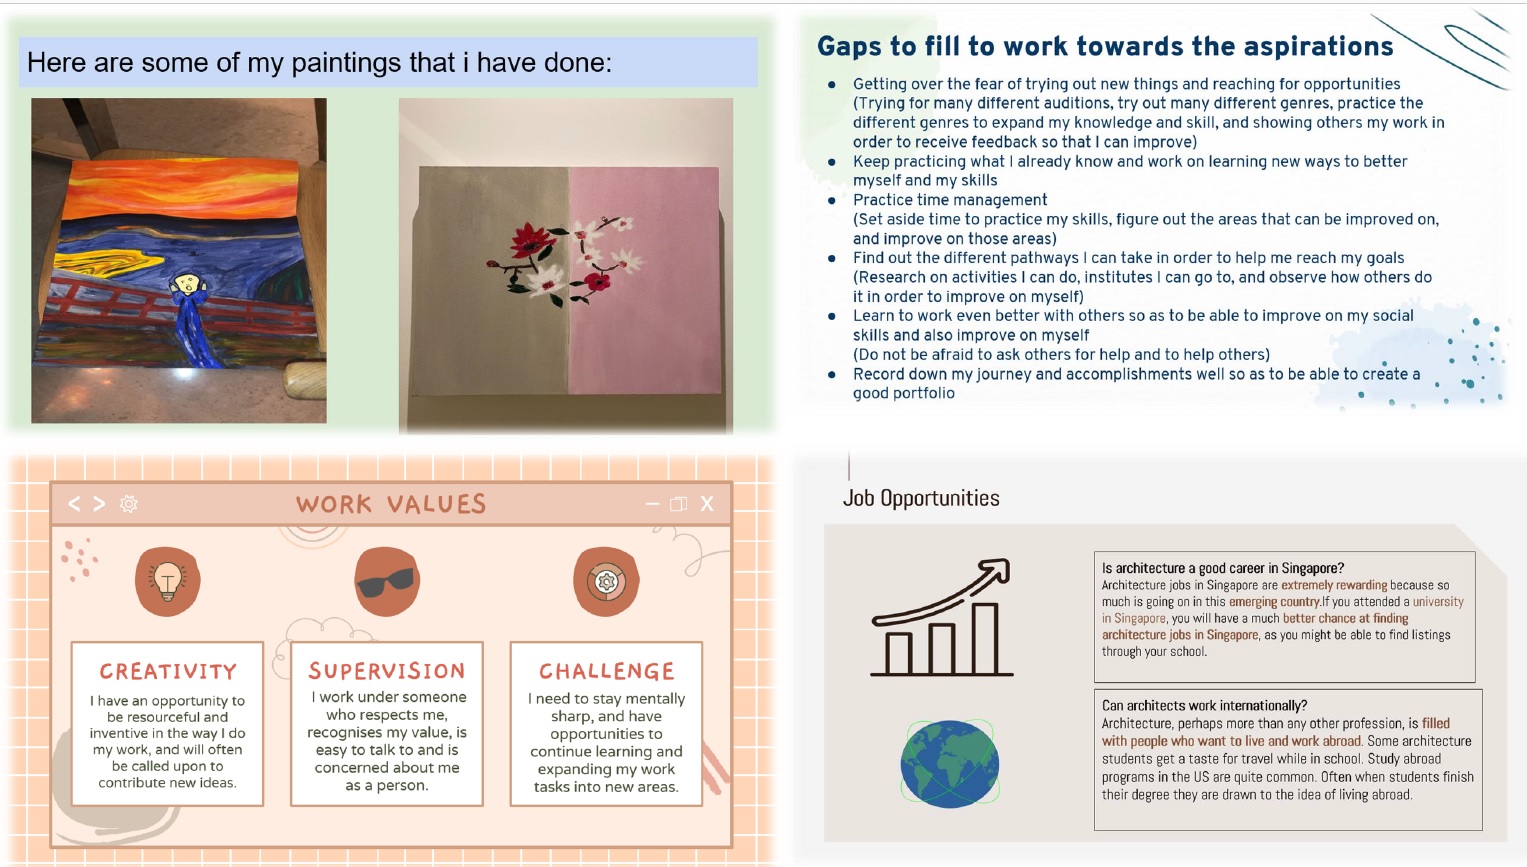 Here are some of my paintings that i have done:
Gaps to fill to work towards the aspirations
● Getting over the fear of trying out new things and reaching for opportunities
(Trying for many different auditions, try out many different genres, practice the
different genres to expand my knowledge and skill, and showing others my work in
order to receive feedback so that I can improve)
● Keep practicing what I already know and work on learning new ways to better
myself and my skills
● Practice time management
(Set aside time to practice my skills, figure out the areas that can be improved on,
and improve on those areas)
● Find out the different pathways I can take in order to help me reach my goals
(Research on activities I can do, institutes I can go to, and observe how others do
it in order to improve on myself)
● Learn to work even better with others so as to be able to improve on my social
skills and also improve on myself
(Do not be afraid to ask others for help and to help others)
● Record down my journey and accomplishments well so as to be able to create a
good portfolio
WORK VALUES
CREATIVITY
I have an opportunity to
be resourceful and
inventive in the way I do
my work, and will often
be called upon to
contribute new ideas.
SUPERVISION
I work under someone
who respects me,
recognises my value, is
easy to talk to and is
concerned about me
as a person.
CHALLENGE
I need to stay mentally
sharp, and have
opportunities to
continue learning and
expanding my work
tasks into new areas.
Job Opportunities
Is architecture a good career in Singapore?
Architecture jobs in Singapore are extremely rewarding because so
much is going on in this emerging country.If you attended a university
in Singapore, you will have a much better chance at finding
architecture jobs in Singapore, as you might be able to find listings
through your school.
Can architects work internationally?
Architecture, perhaps more than any other profession, is filled
with people who want to live and work abroad. Some architecture
students get a taste for travel while in school. Study abroad
programs in the US are quite common. Often when students finish
their degree they are drawn to the idea of living abroad.